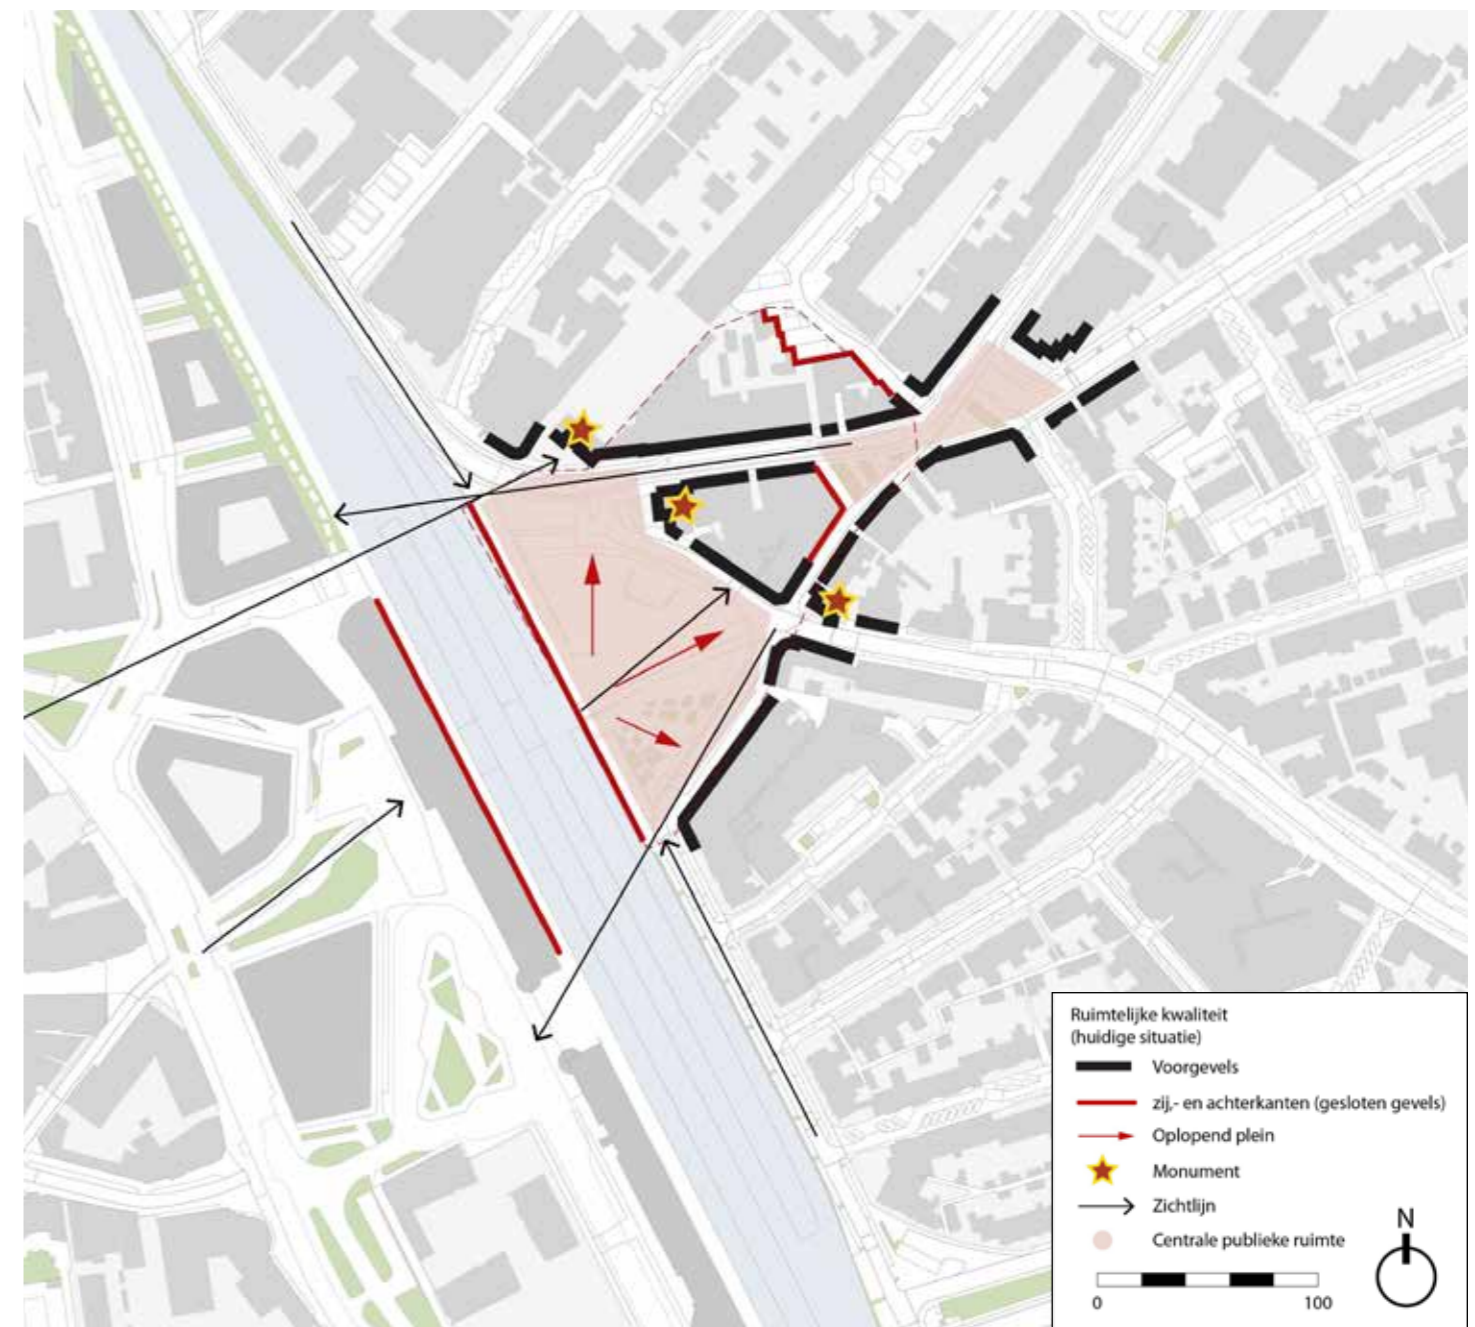 Ruimtelijke kwaliteit
(huidige situatie)
Voorgevels
zij,- en achterkanten (gesloten gevels)
Oplopend plein
Monument
Zichtlijn
Centrale publieke ruimte
N
0 100